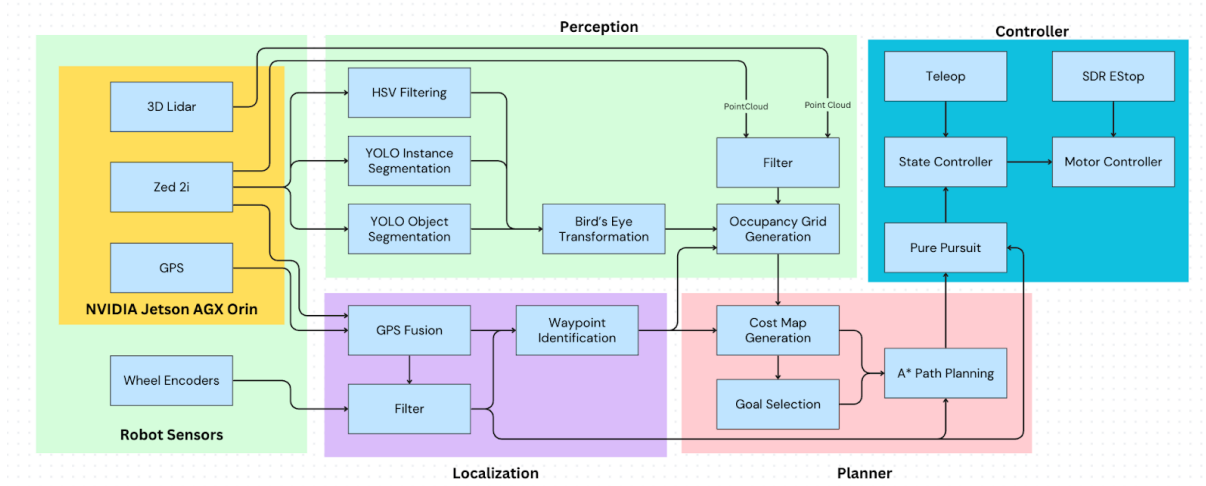 Perception
Controller
3D Lidar
Zed 2i
GPS
NVIDIA Jetson AGX Orin
Wheel Encoders
Robot Sensors
HSV Filtering
YOLO Instance
Segmentation
YOLO Object
Segmentation
Bird's Eye
Transformation
PointCloud
Point Cloud
Filter
Occupancy Grid
Generation
Teleop
SDR EStop
State Controller
Motor Controller
Pure Pursuit
GPS Fusion
Filter
Waypoint
Identification
Localization
Cost Map
Generation
Goal Selection
A* Path Planning
Planner